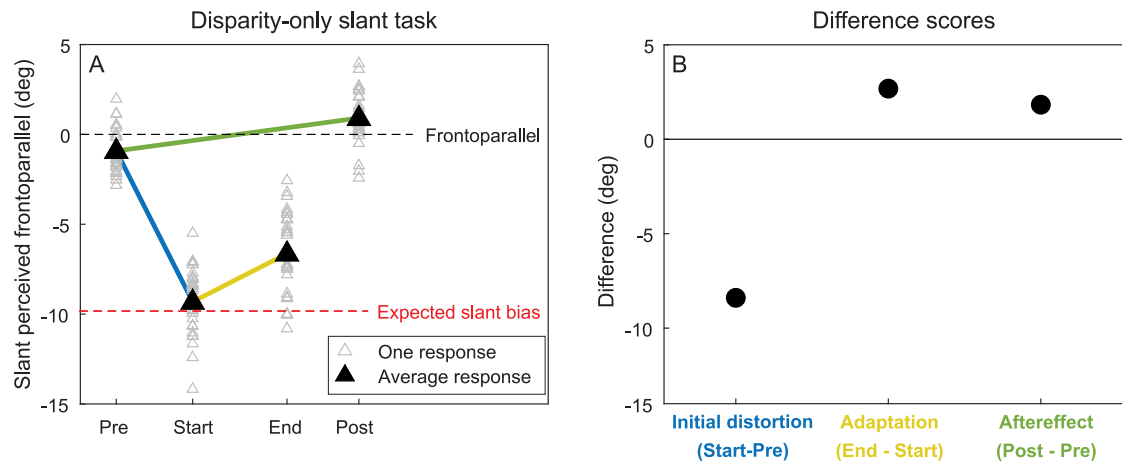 Disparity-only slant task
A
Slant perceived frontoparallel (deg)
5
0
-5
-10
-15
Frontoparallel
Expected slant bias
One response
Average response
Pre Start End Post
Difference scores
B
Difference (deg)
5
0
-5
-10
-15
Initial distortion Adaptation Aftereffect
(Start-Pre) (End - Start) (Post - Pre)